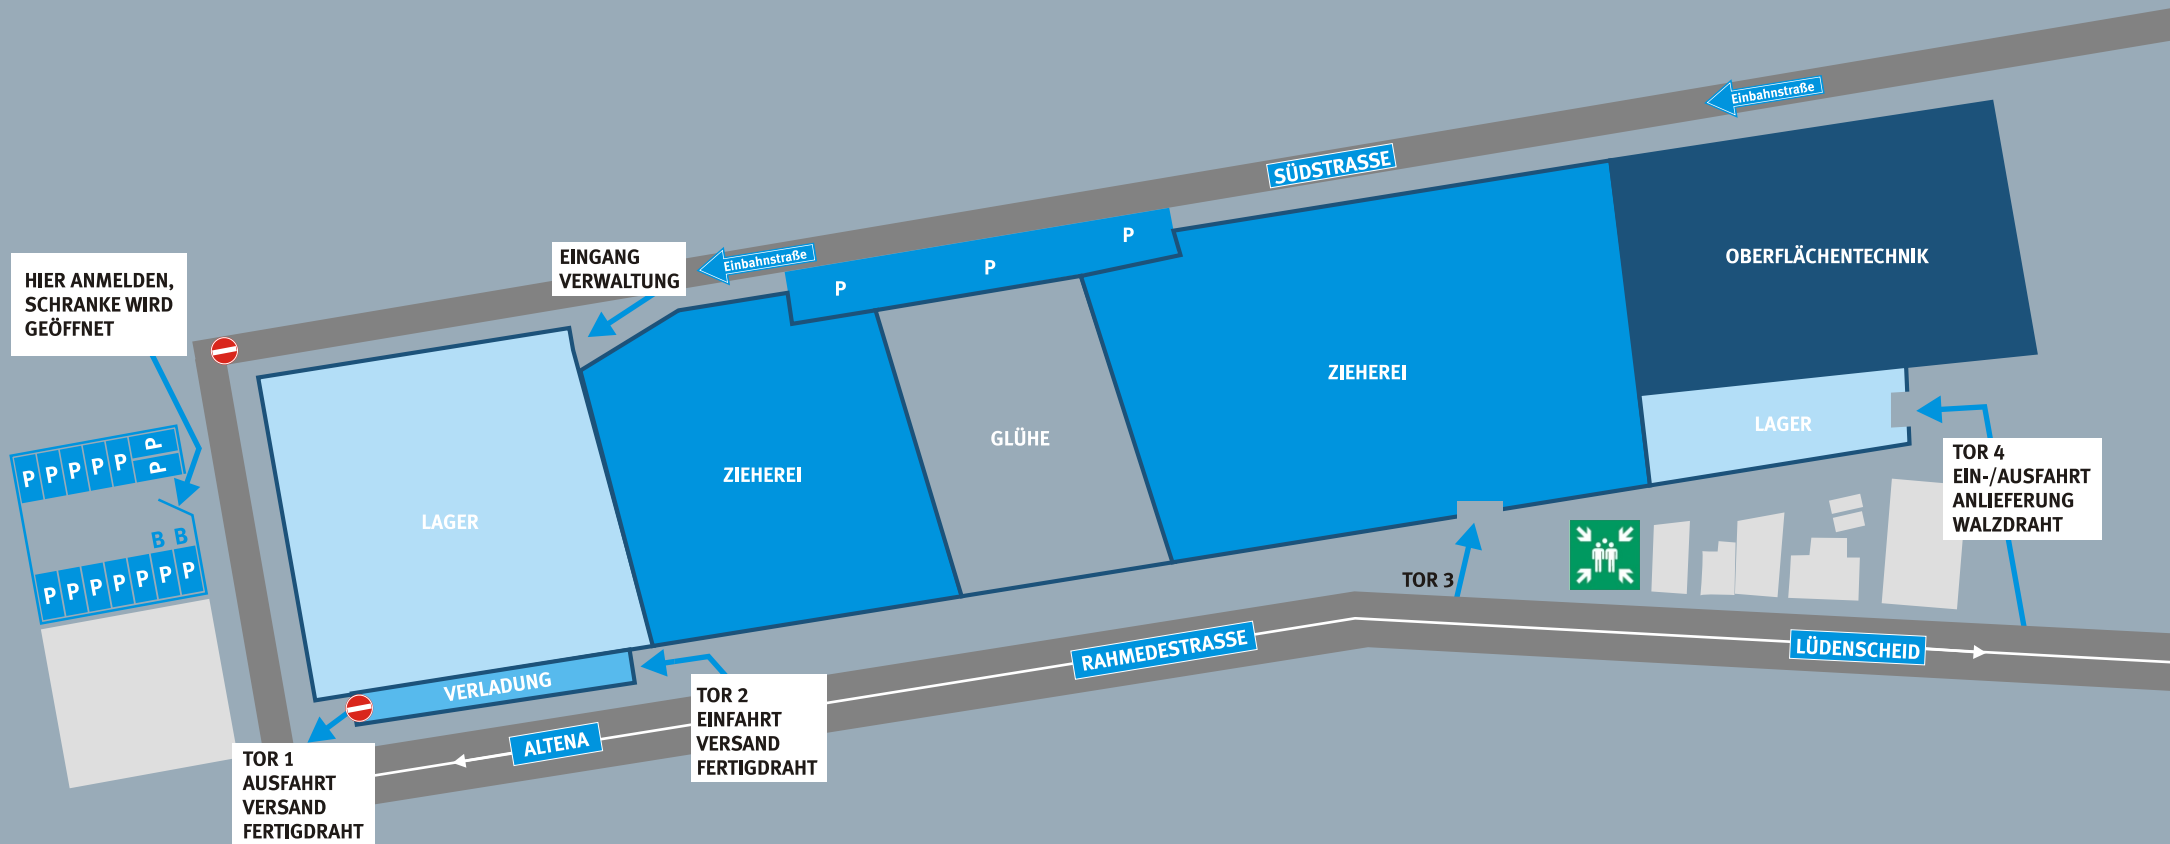 Einbahnstraße
SÜDSTRASSE
OBERFLÄCHENTECHNIK
EINGANG
VERWALTUNG
Einbahnstraße
P
P
P
HIER ANMELDEN,
SCHRANKE WIRD
GEÖFFNET
ZIEHEREI
LAGER
GLÜHE
ZIEHEREI
LAGER
P P P P P P
P
B B
P P P P P P P
TOR 4
EIN-/AUSFAHRT
ANLIEFERUNG
WALZDRAHT
TOR 3
RAHMEDESTRASSE
LÜDENSCHEID
VERLADUNG
TOR 2
EINFAHRT
VERSAND
FERTIGDRAHT
ALTENA
TOR 1
AUSFAHRT
VERSAND
FERTIGDRAHT